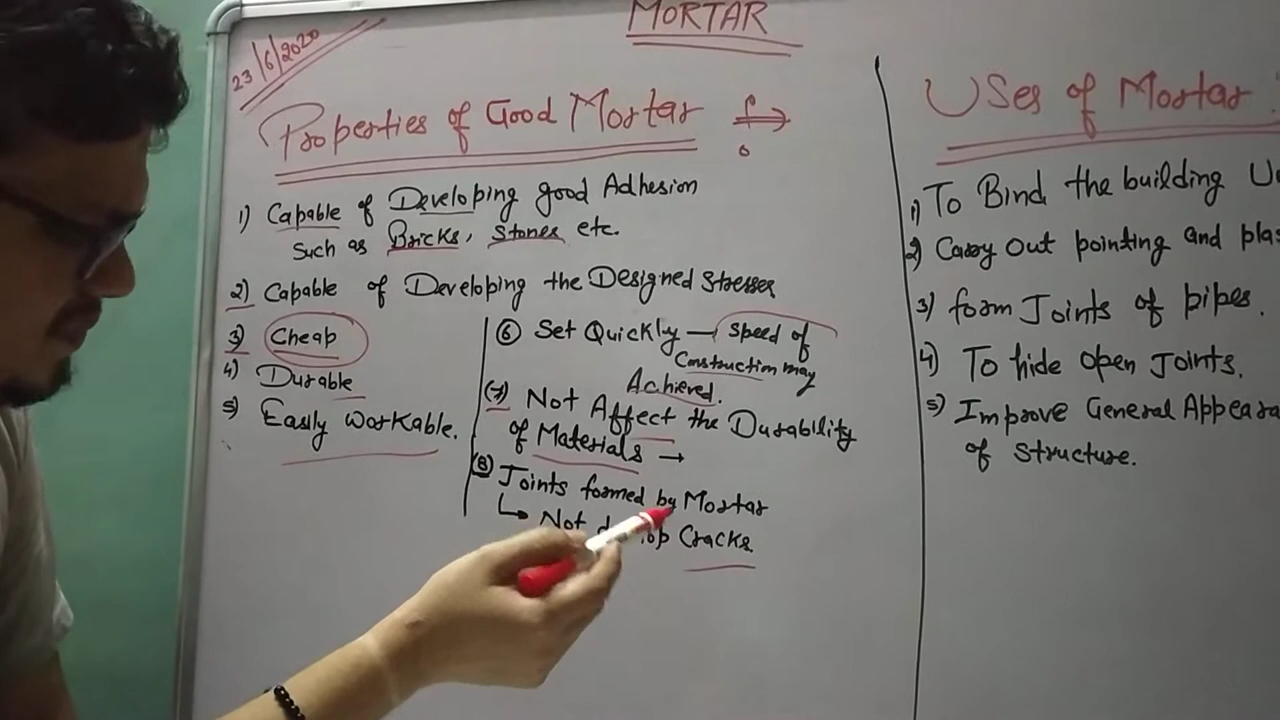 MORTAR
23/6/2020
Properties of Good Mortar
1) Capable of Developing good Adhesion
such as Bricks, Stones etc.
2) Capable of Developing the Designed Stresses
3) Cheap
4) Durable
5) Easily Workable.
6 Set Quickly — Speed of
Construction may
Achieved.
(7) Not Affect the Durability
of Materials →
(8) Joints formed by Mortar
↳ Not Cracks
Uses of Mortar
1) To Bind the building
2) Carry Out pointing and
3) form Joints of pipes.
4) To hide Open Joints.
5) Improve General
of Structure.